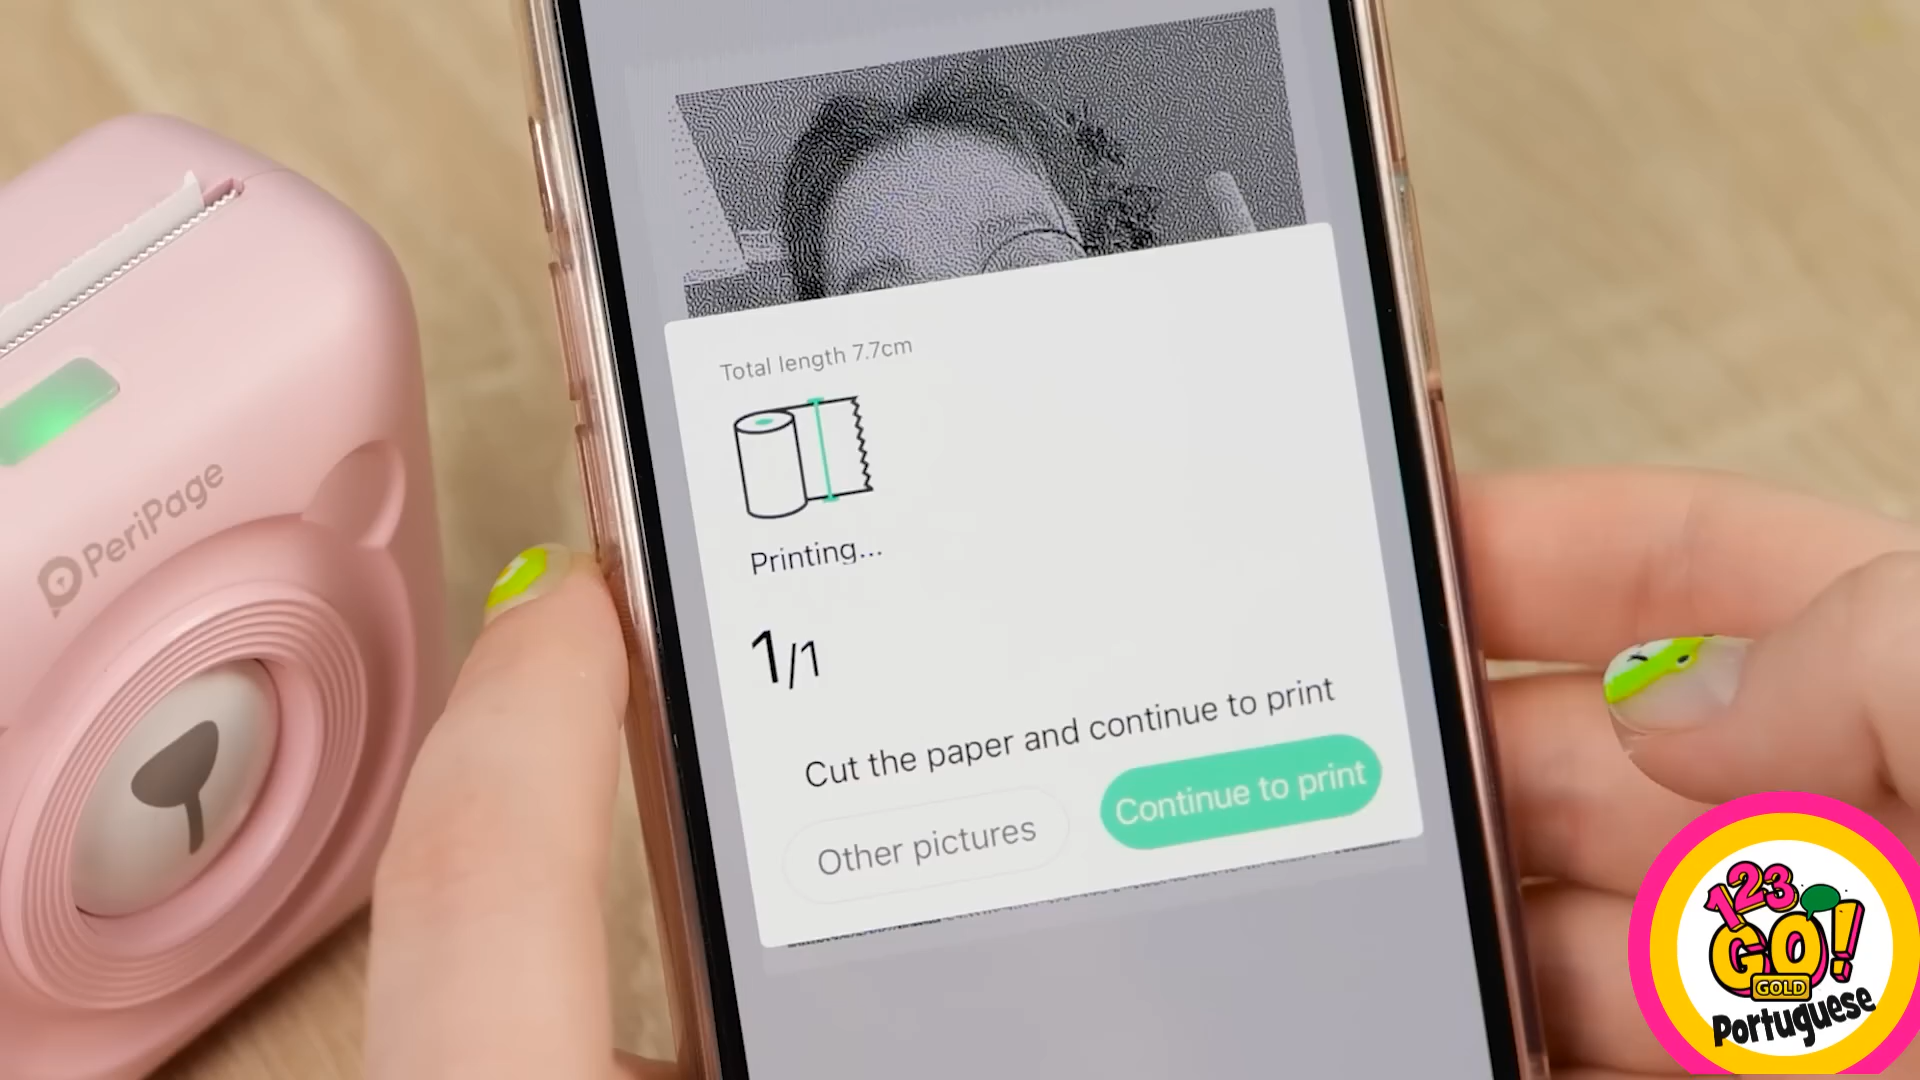 PeriPage
Total length 7.7cm
Printing...
1/1
Cut the paper and continue to print
Other pictures
Continue to print
123
GO!
GOLD
Portuguese